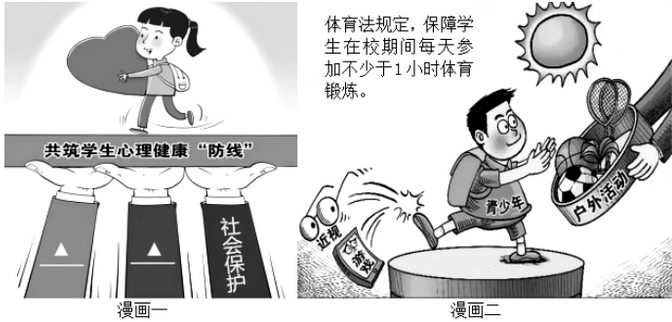 共筑学生心理健康“防线”
社会保护
漫画一
体育法规定，保障学
生在校期间每天参
加不少于1小时体育
锻炼。
青少年
户外活动
近视
游戏
漫画二